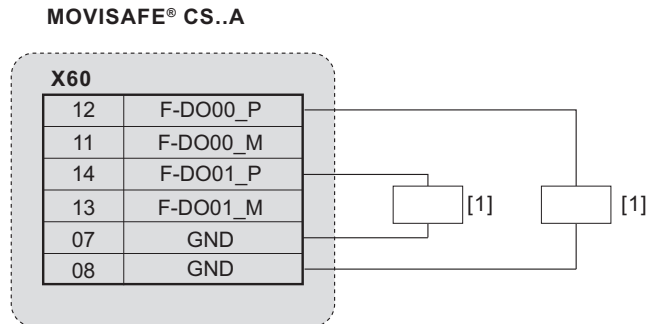 MOVISAFE® CS..A
X60
12 F-DO00_P
11 F-DO00_M
14 F-DO01_P
13 F-DO01_M
07 GND
08 GND
[1] [1]